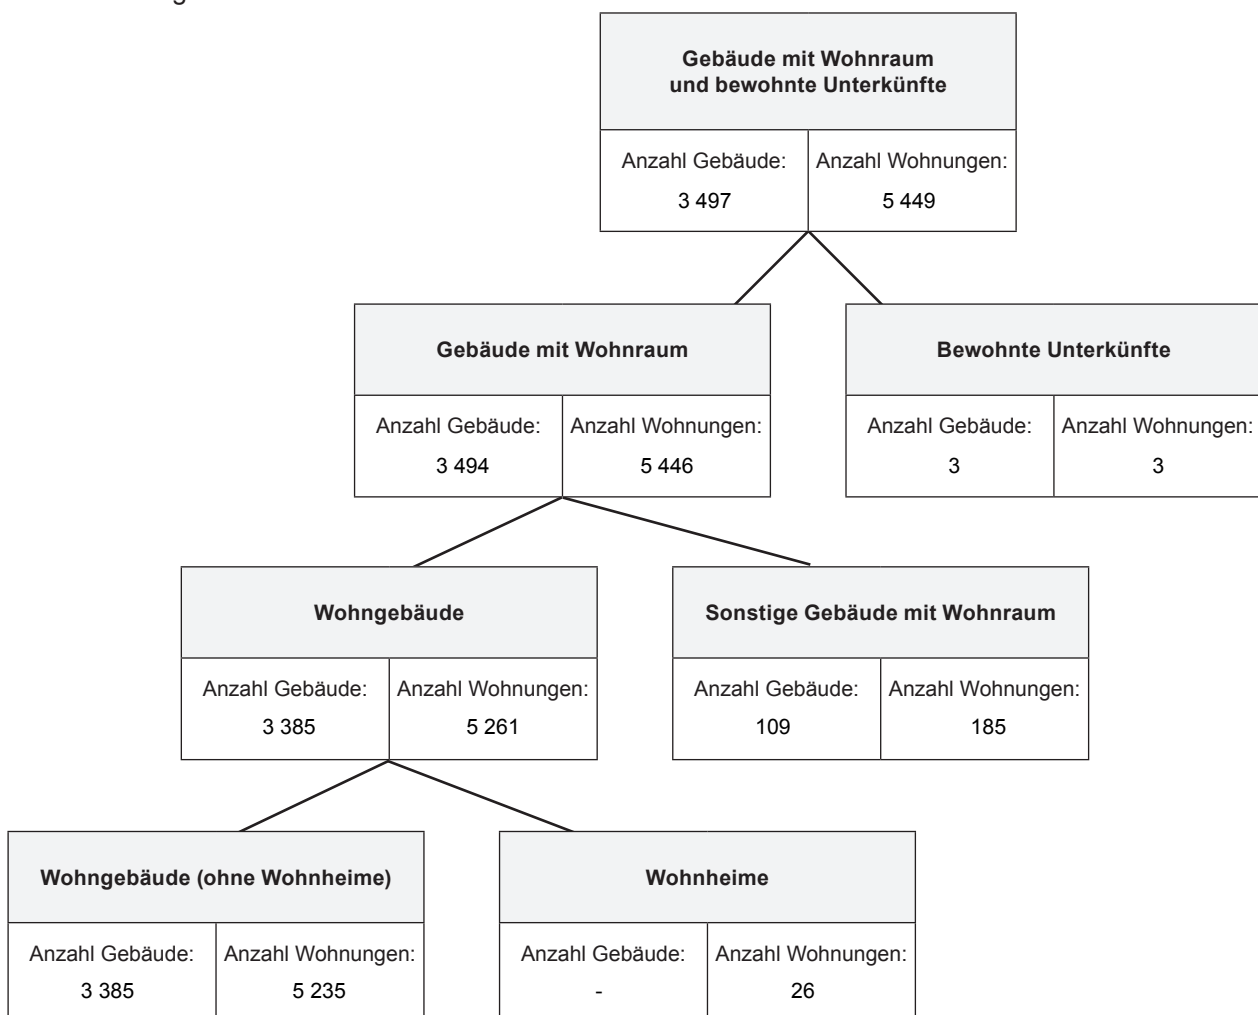 Gebäude mit Wohnraum
und bewohnte Unterkünfte
Anzahl Gebäude: Anzahl Wohnungen:
3 497 5 449
Gebäude mit Wohnraum Bewohnte Unterkünfte
Anzahl Gebäude: Anzahl Wohnungen: Anzahl Gebäude: Anzahl Wohnungen:
3 494 5 446 3 3
Wohngebäude Sonstige Gebäude mit Wohnraum
Anzahl Gebäude: Anzahl Wohnungen: Anzahl Gebäude: Anzahl Wohnungen:
3 385 5 261 109 185
Wohngebäude (ohne Wohnheime) Wohnheime
Anzahl Gebäude: Anzahl Wohnungen: Anzahl Gebäude: Anzahl Wohnungen:
3 385 5 235 - 26